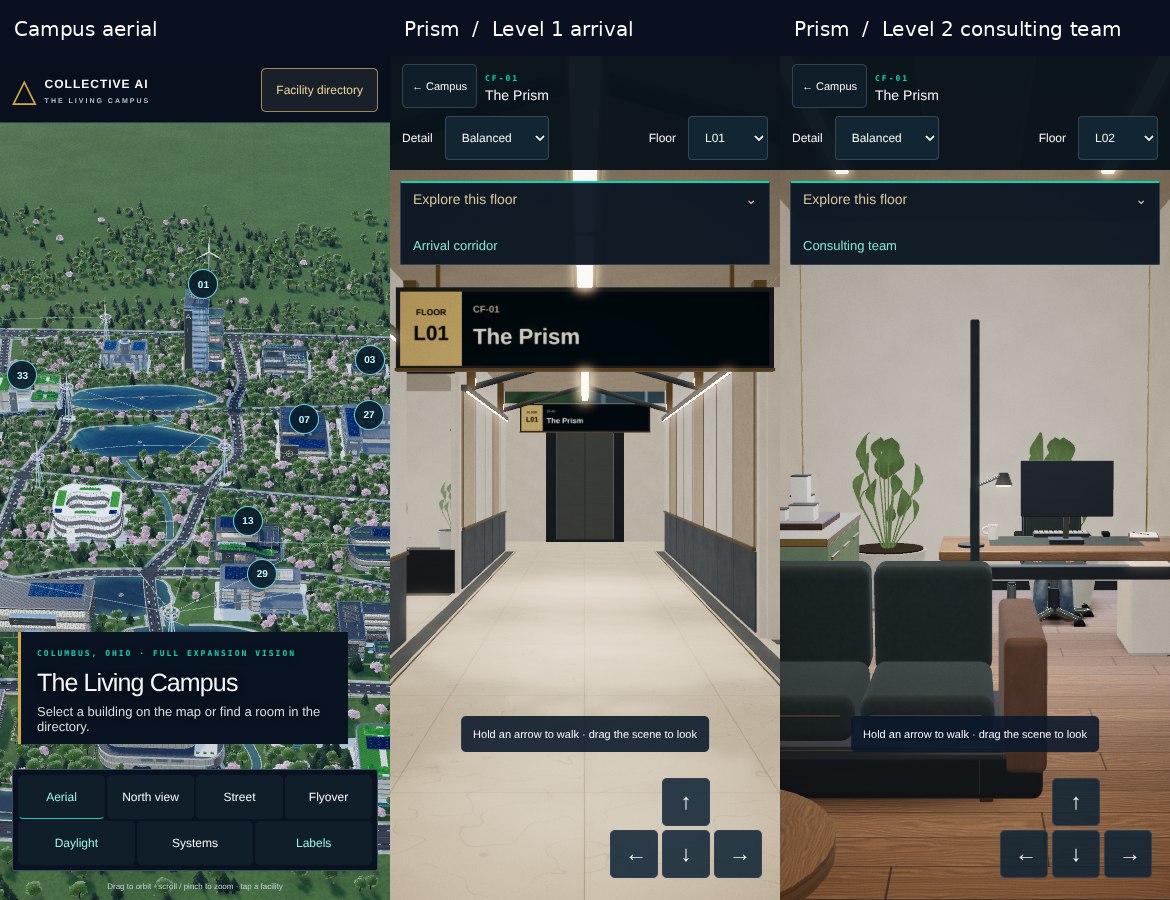 Campus aerial
COLLECTIVE AI
THE LIVING CAMPUS
Facility directory
01
33
03
07
27
13
29
COLUMBUS, OHIO · FULL EXPANSION VISION
The Living Campus
Select a building on the map or find a room in the
directory.
Aerial
North view
Street
Flyover
Daylight
Systems
Labels
Drag to orbit · scroll / pinch to zoom · tap a facility
Prism / Level 1 arrival
← Campus
CF-01
The Prism
Detail
Balanced
Floor
L01
Explore this floor
Arrival corridor
FLOOR
L01
CF-01
The Prism
FLOOR
L01
The Prism
Hold an arrow to walk · drag the scene to look
↑
← ↓ →
Prism / Level 2 consulting team
← Campus
CF-01
The Prism
Detail
Balanced
Floor
L02
Explore this floor
Consulting team
Hold an arrow to walk · drag the scene to look
↑
← ↓ →